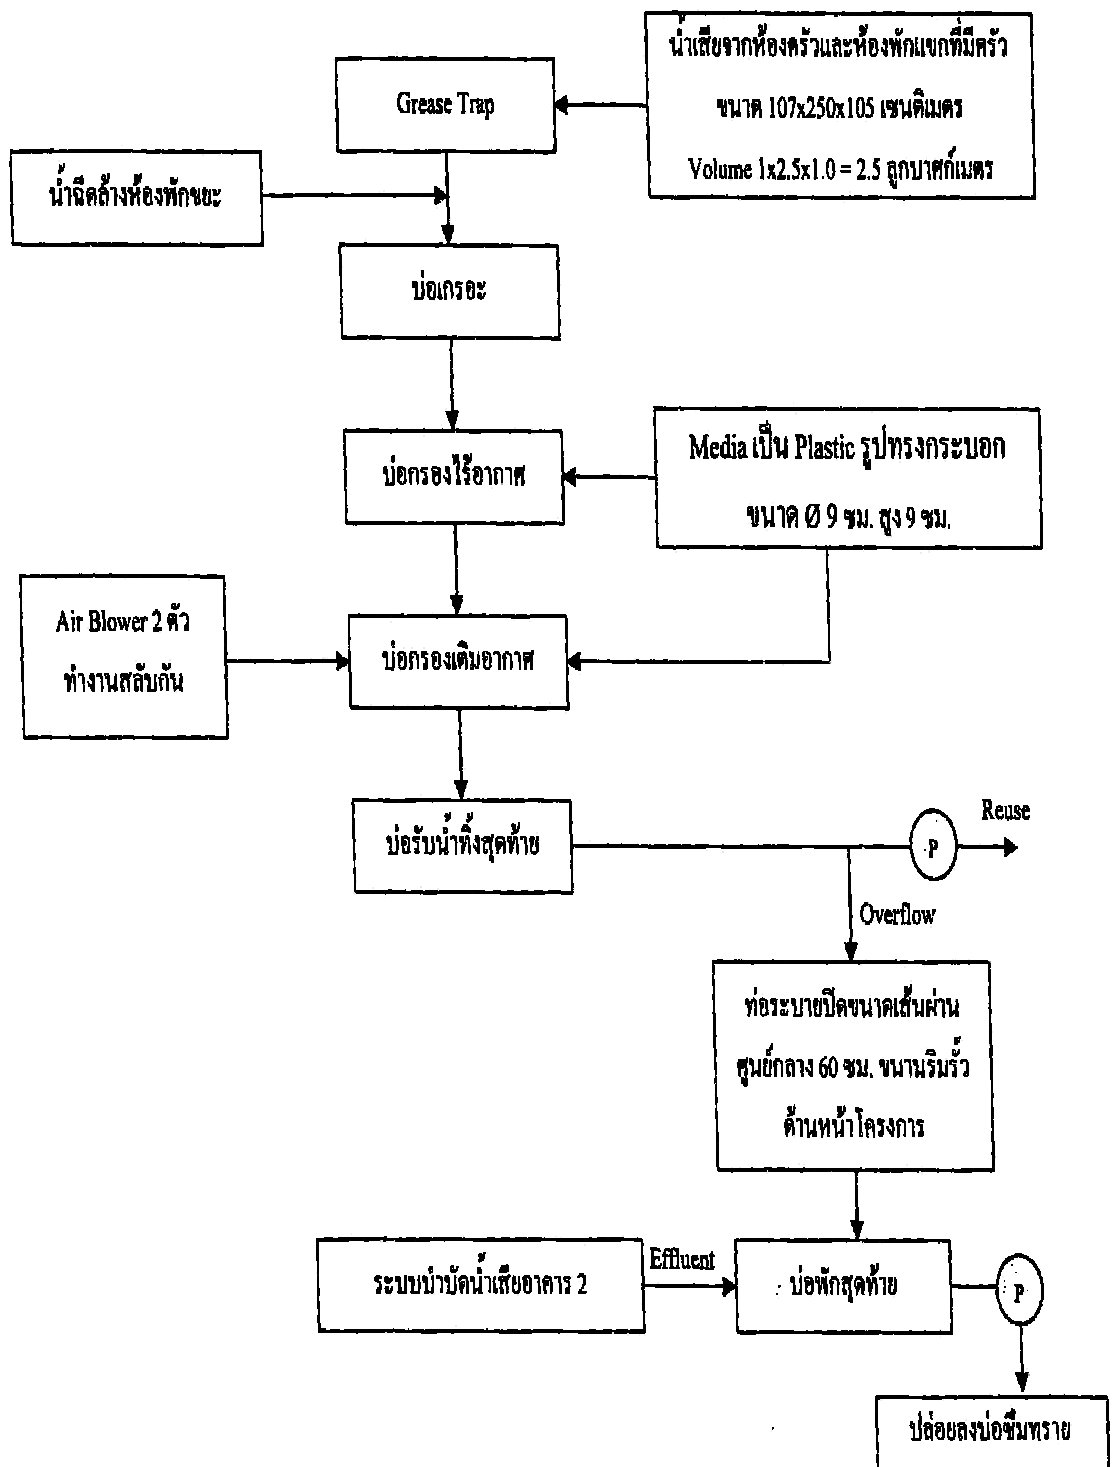 น้ำเสียจากห้องครัวและห้องพักแขกที่มีครัว
ขนาด 107x250x105 เซนติเมตร
Volume 1x2.5x1.0 = 2.5 ลูกบาศก์เมตร
Grease Trap
น้ำฉีดล้างห้องพักขยะ
บ่อเกรอะ
บ่อกรองไร้อากาศ
Media เป็น Plastic รูปทรงกระบอก
ขนาด Ø 9 ซม. สูง 9 ซม.
Air Blower 2 ตัว
ทำงานสลับกัน
บ่อกรองเติมอากาศ
บ่อรับน้ำทิ้งสุดท้าย
P
Reuse
Overflow
ท่อระบายปิดขนาดเส้นผ่าน
ศูนย์กลาง 60 ซม. ขนานริมรั้ว
ด้านหน้าโครงการ
ระบบบำบัดน้ำเสียอาคาร 2
Effluent
บ่อพักสุดท้าย
P
ปล่อยลงบ่อซึมทราย